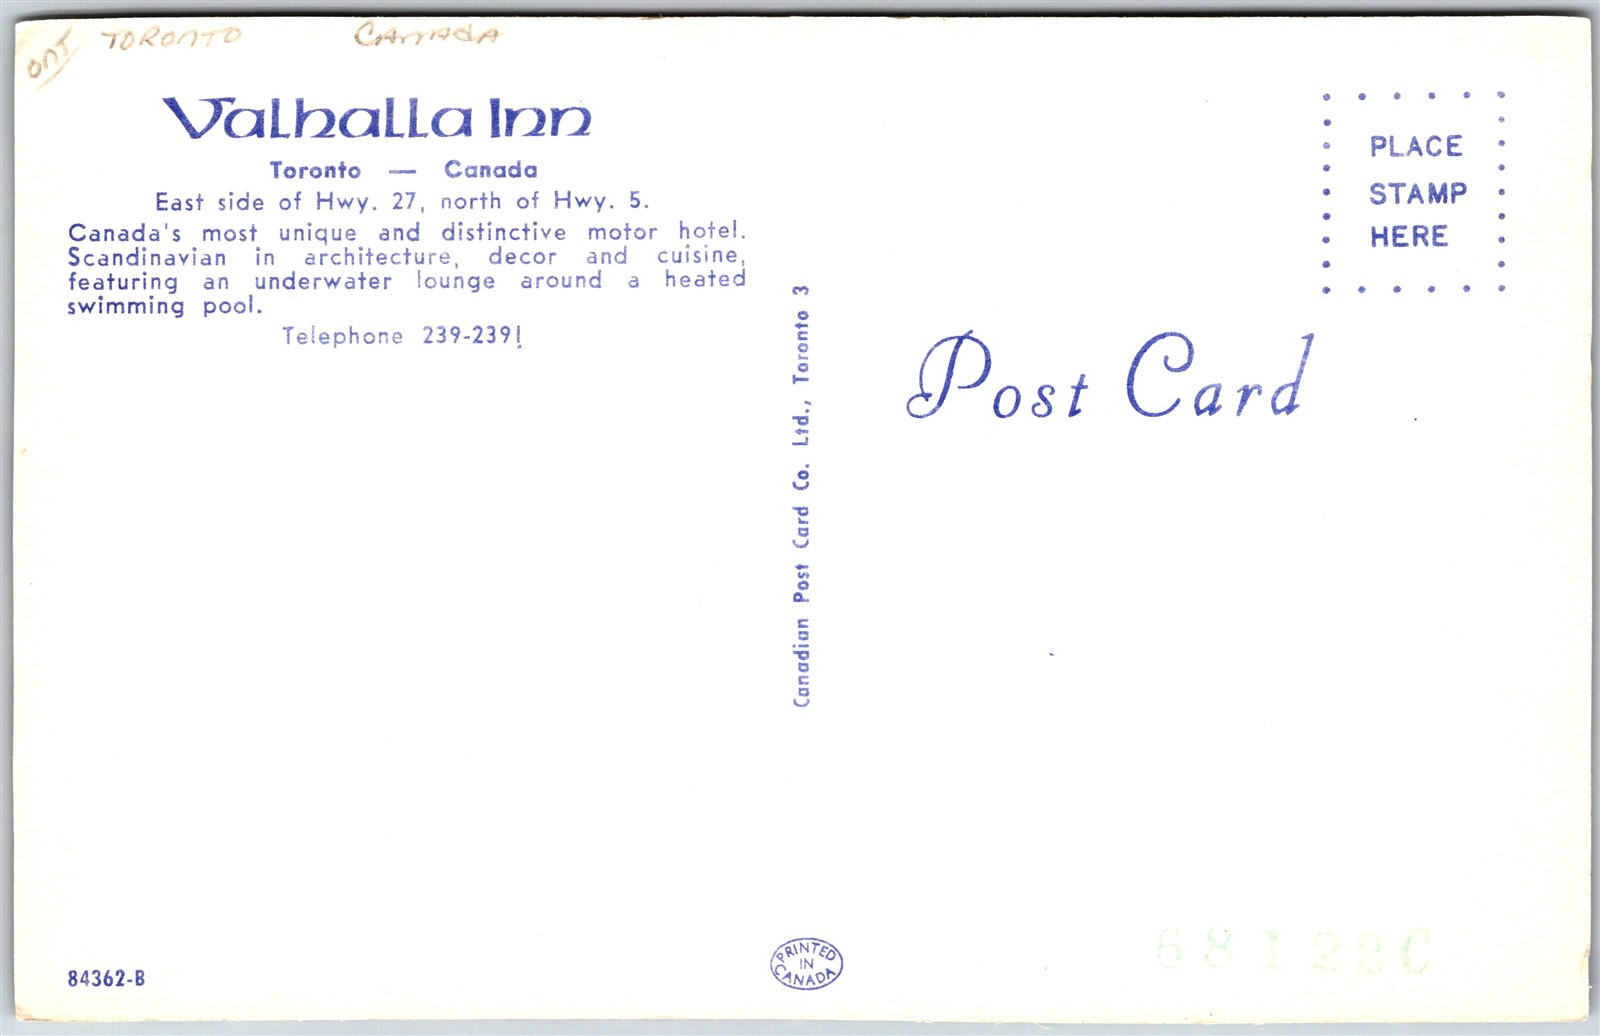 ONT TORONTO CANADA
Valhalla Inn
Toronto — Canada
East side of Hwy. 27, north of Hwy. 5.
Canada's most unique and distinctive motor hotel.
Scandinavian in architecture, decor and cuisine,
featuring an underwater lounge around a heated
swimming pool.
Telephone 239-2391
Canadian Post Card Co. Ltd., Toronto 3
PLACE
STAMP
HERE
Post Card
84362-B
PRINTED
IN
CANADA
68122C